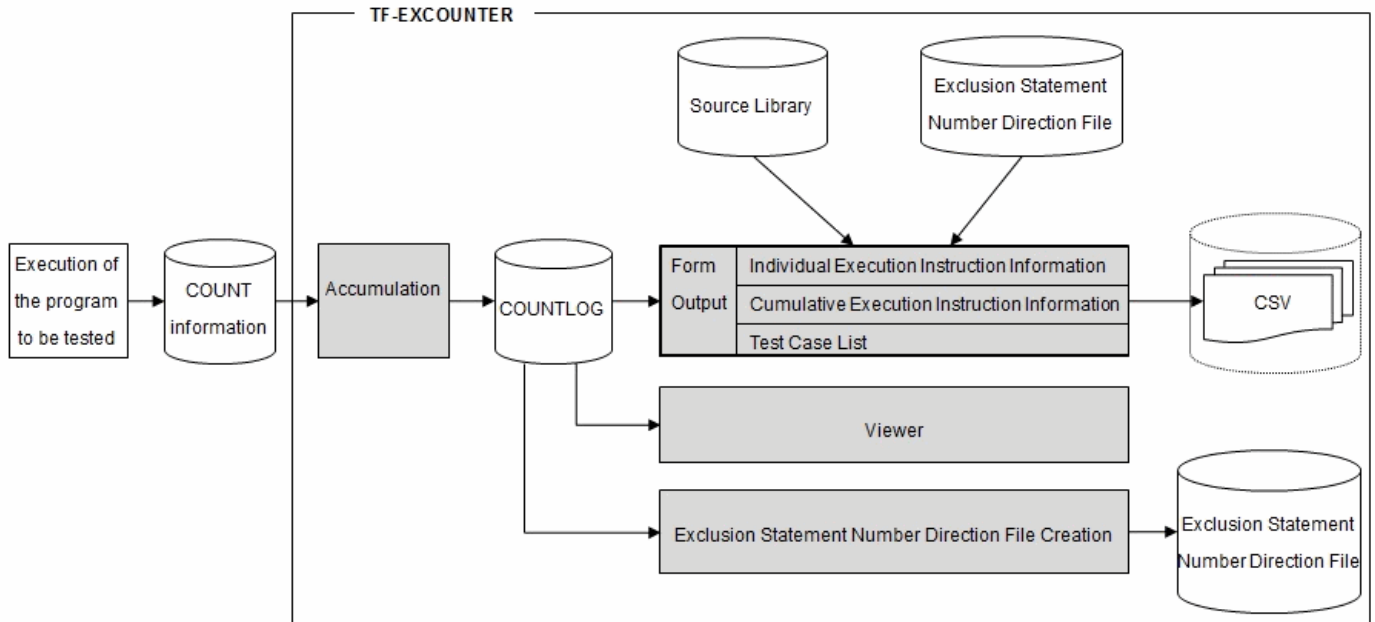 TF-EXCOUNTER
Source Library
Exclusion Statement
Number Direction File
Execution of
the program
to be tested
COUNT
information
Accumulation
COUNTLOG
Form
Output
Individual Execution Instruction Information
Cumulative Execution Instruction Information
Test Case List
CSV
Viewer
Exclusion Statement Number Direction File Creation
Exclusion Statement
Number Direction File